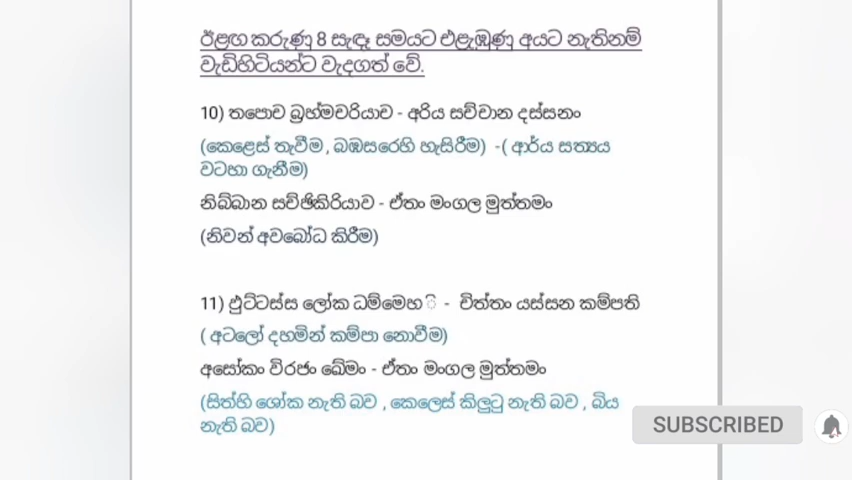 ඊළඟ කරුණු 8 සැඳෑ සමයට එළැඹුණු අයට නැතිනම්
වැඩිහිටියන්ට වැදගත් වේ.
10) තපොච බ්‍රහ්මචරියාච - අරිය සච්චාන දස්සනං
(කෙළෙස් තැවීම , බඹසරෙහි හැසිරීම) -( ආර්ය සත්‍යය
වටහා ගැනීම)
නිබ්බාන සච්ඡිකිරියාච - ඒතං මංගල මුත්තමං
(නිවන් අවබෝධ කිරීම)
11) ඵුට්ටස්ස ලෝක ධම්මෙහ ි - චිත්තං යස්සන කම්පති
( අටලෝ දහමින් කම්පා නොවීම)
අසෝකං විරජං ඛේමං - ඒතං මංගල මුත්තමං
(සිත්හි ශෝක නැති බව , කෙලෙස් කිලුටු නැති බව , බිය
නැති බව)
SUBSCRIBED